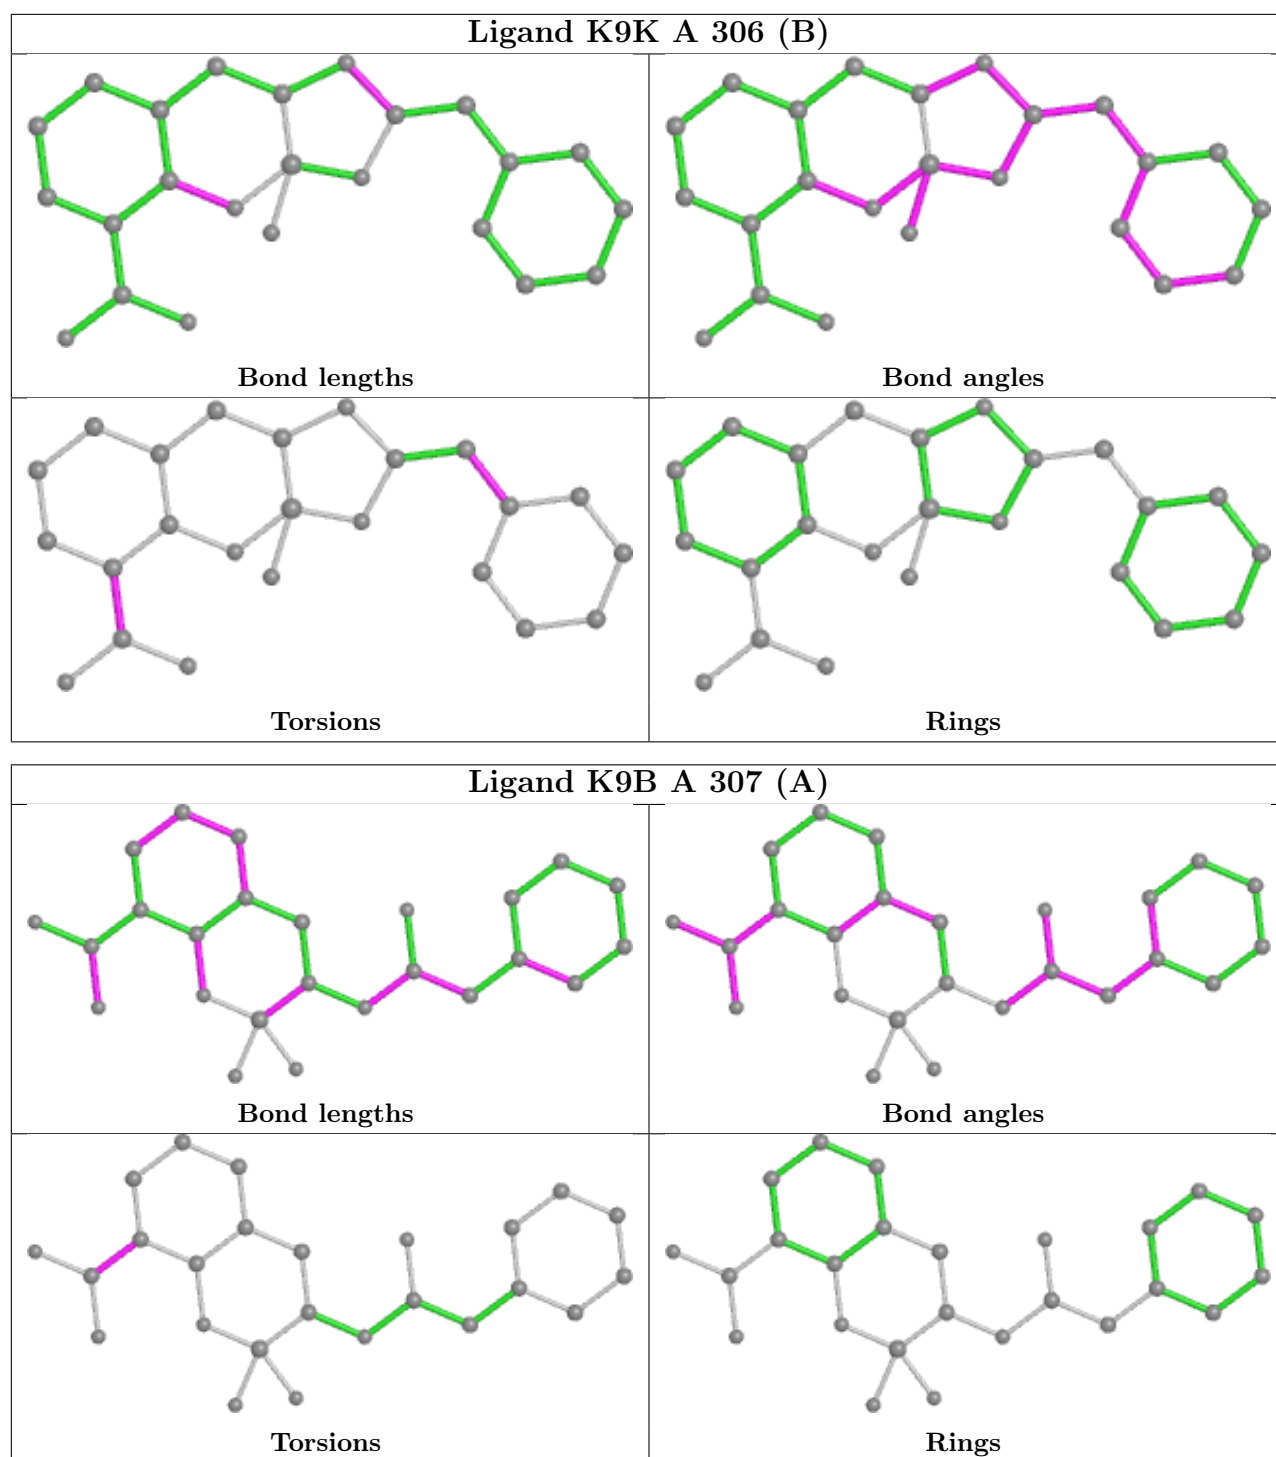 Ligand K9K A 306 (B)
Bond lengths
Bond angles
Torsions
Rings
Ligand K9B A 307 (A)
Bond lengths
Bond angles
Torsions
Rings